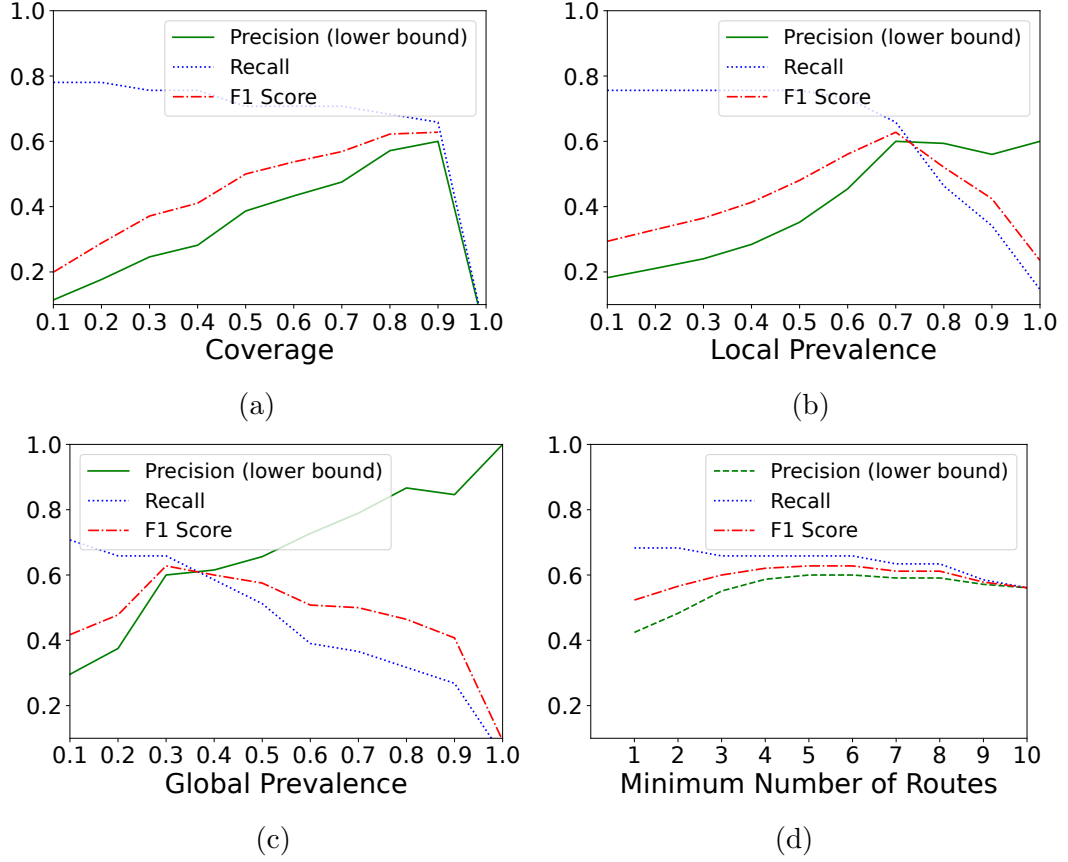 1.0
0.8
0.6
0.4
0.2
Precision (lower bound)
Recall
F1 Score
0.1 0.2 0.3 0.4 0.5 0.6 0.7 0.8 0.9 1.0
Coverage
(a)
1.0
0.8
0.6
0.4
0.2
Precision (lower bound)
Recall
F1 Score
0.1 0.2 0.3 0.4 0.5 0.6 0.7 0.8 0.9 1.0
Local Prevalence
(b)
1.0
0.8
0.6
0.4
0.2
Precision (lower bound)
Recall
F1 Score
0.1 0.2 0.3 0.4 0.5 0.6 0.7 0.8 0.9 1.0
Global Prevalence
(c)
1.0
0.8
0.6
0.4
0.2
Precision (lower bound)
Recall
F1 Score
1 2 3 4 5 6 7 8 9 10
Minimum Number of Routes
(d)